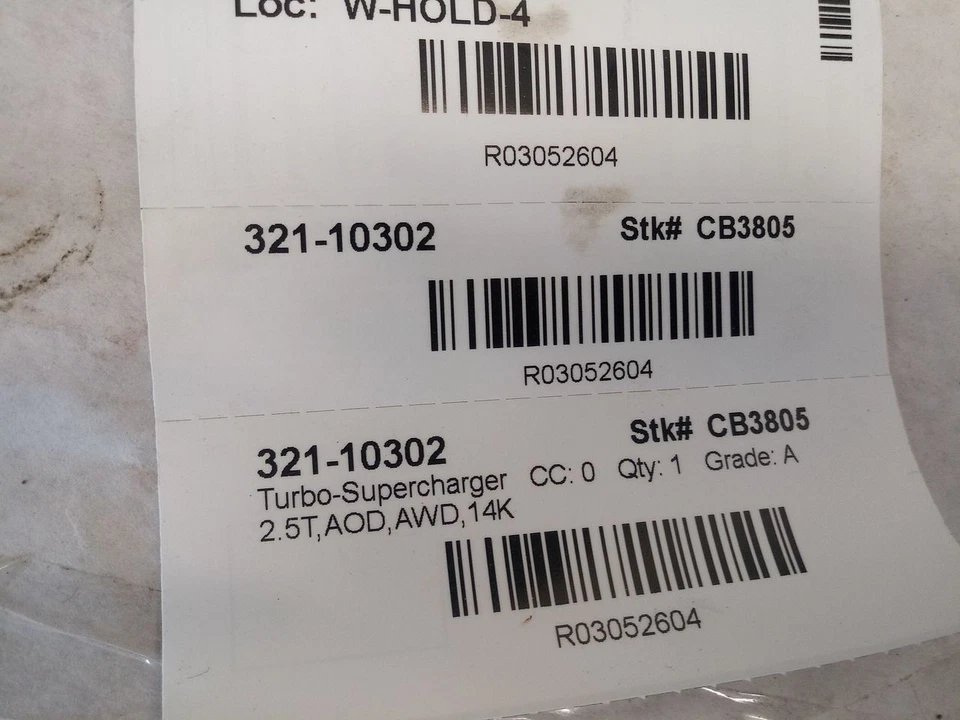 Loc: W-HOLD-4
R03052604
321-10302 Stk# CB3805
R03052604
321-10302 Stk# CB3805
Turbo-Supercharger CC: 0 Qty: 1 Grade: A
2.5T,AOD,AWD,14K
R03052604